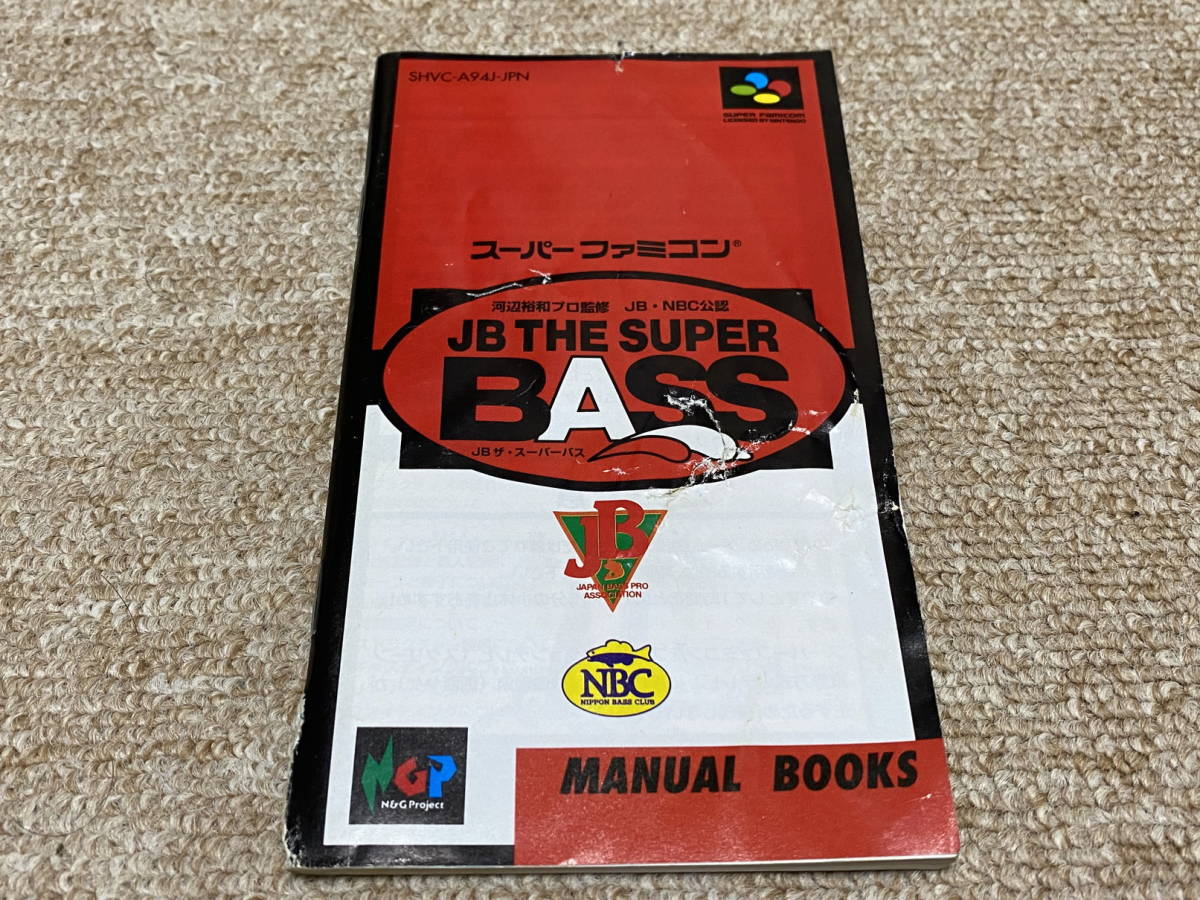 SHVC-A94J-JPN
SUPER FAMICOM
LICENSED BY NINTENDO
スーパーファミコン®
河辺裕和プロ監修 JB・NBC公認
JB THE SUPER
BASS
JB ザ・スーパーバス
JB
JAPAN BASS PRO
ASSOCIATION
NBC
NIPPON BASS CLUB
NGP
N&G Project
MANUAL BOOKS